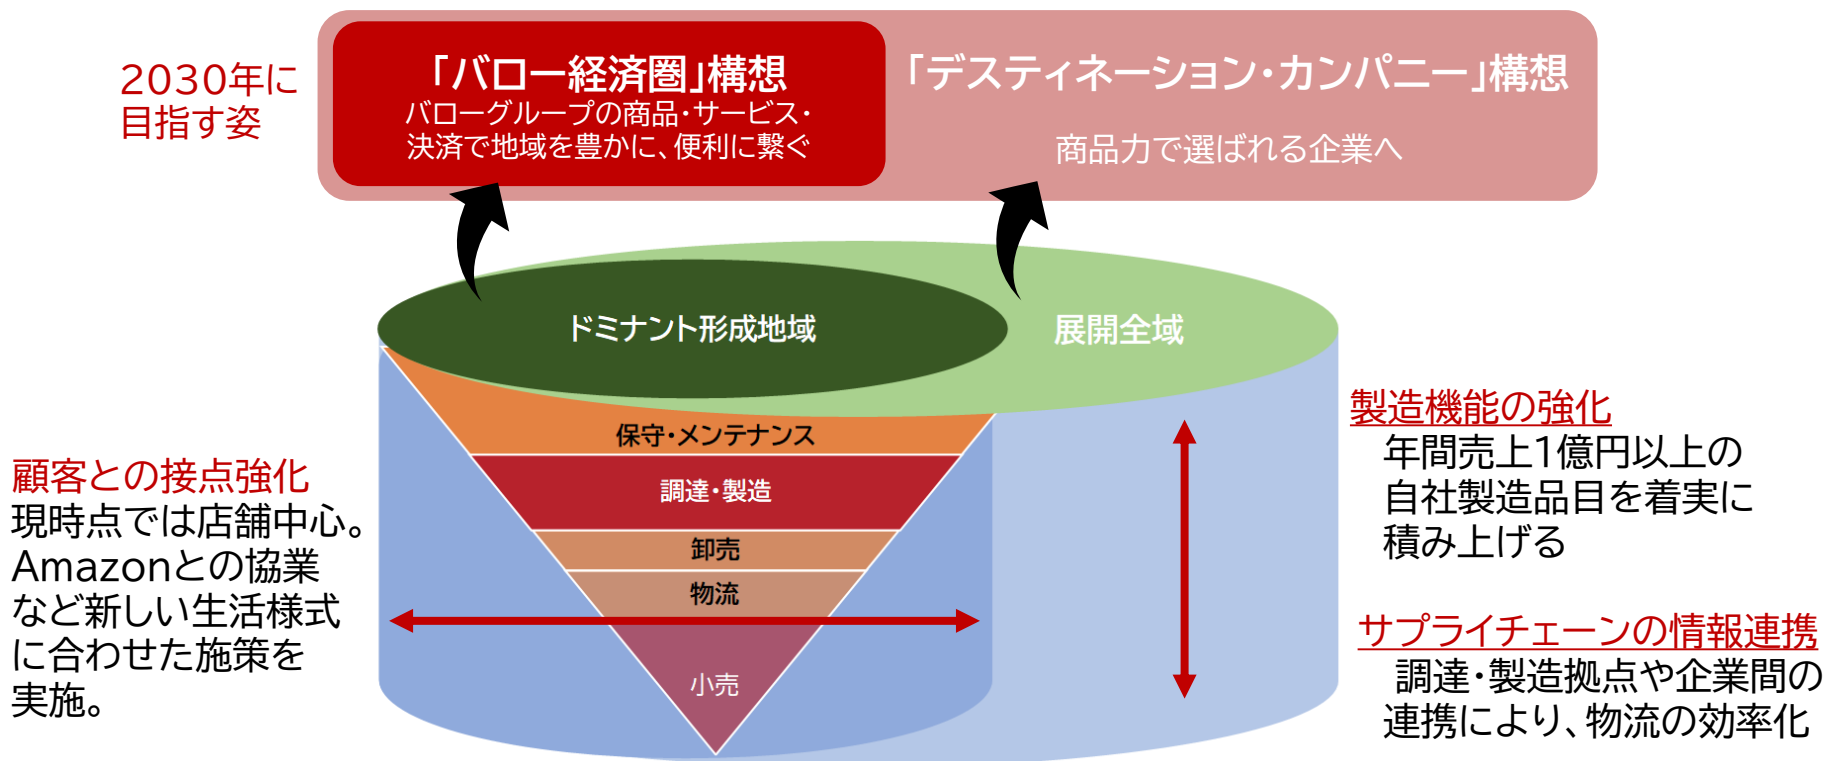 2030年に
目指す姿
「バロー経済圏」構想
バローグループの商品・サービス・
決済で地域を豊かに、便利に繋ぐ
「デスティネーション・カンパニー」構想
商品力で選ばれる企業へ
ドミナント形成地域
展開全域
保守・メンテナンス
調達・製造
卸売
物流
小売
顧客との接点強化
現時点では店舗中心。
Amazonとの協業
など新しい生活様式
に合わせた施策を
実施。
製造機能の強化
年間売上1億円以上の
自社製造品目を着実に
積み上げる
サプライチェーンの情報連携
調達・製造拠点や企業間の
連携により、物流の効率化